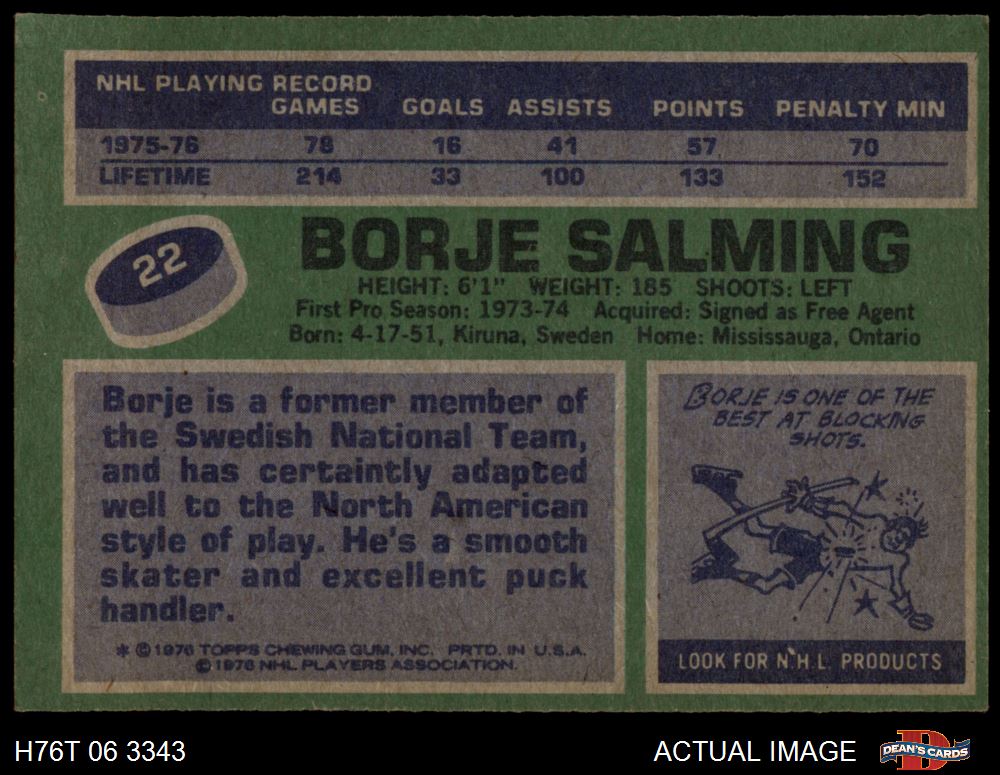 NHL PLAYING RECORD
GAMES GOALS ASSISTS POINTS PENALTY MIN
1975-76 78 16 41 57 70
LIFETIME 214 33 100 133 152
22
BORJE SALMING
HEIGHT: 6'1" WEIGHT: 185 SHOOTS: LEFT
First Pro Season: 1973-74 Acquired: Signed as Free Agent
Born: 4-17-51, Kiruna, Sweden Home: Mississauga, Ontario
Borje is a former member of
the Swedish National Team,
and has certaintly adapted
well to the North American
style of play. He's a smooth
skater and excellent puck
handler.
* © 1976 TOPPS CHEWING GUM, INC. PRTD. IN U.S.A.
© 1976 NHL PLAYERS ASSOCIATION.
BORJE IS ONE OF THE
BEST AT BLOCKING
SHOTS.
LOOK FOR N.H.L. PRODUCTS
H76T 06 3343
ACTUAL IMAGE
D
DEAN'S CARDS